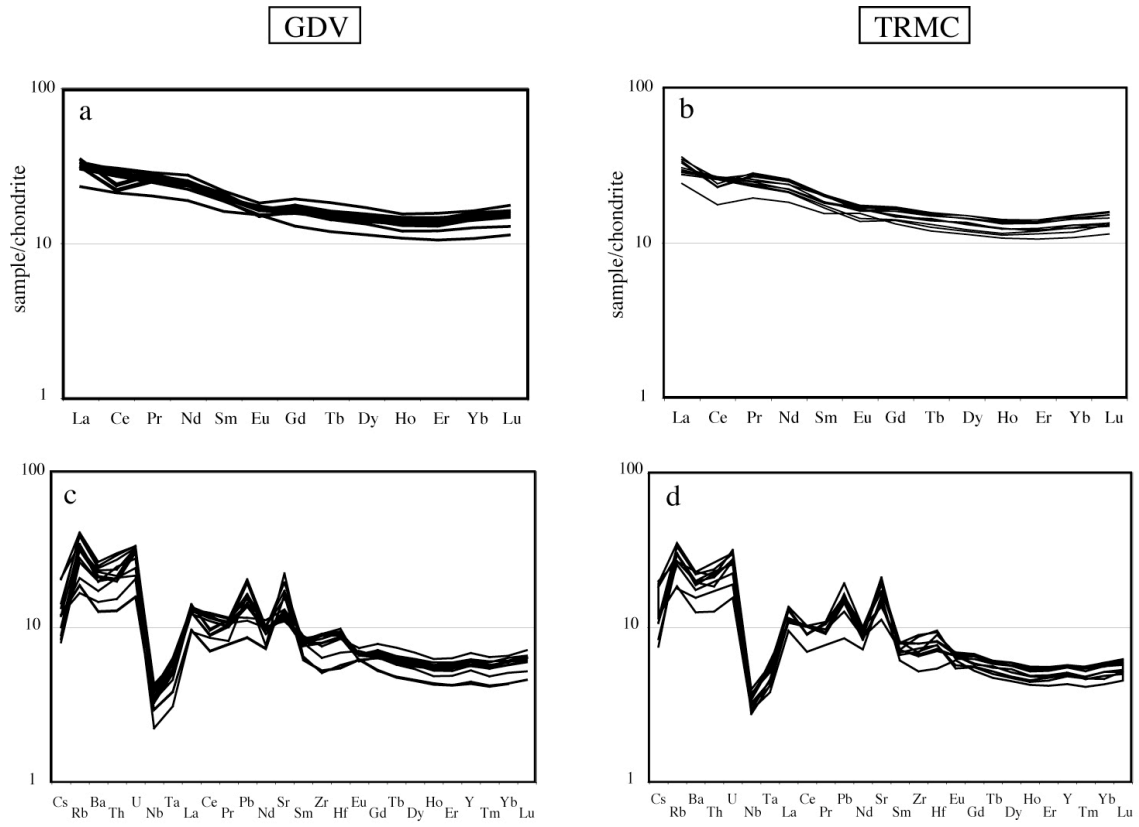 GDV
TRMC
a
100
10
1
sample/chondrite
La Ce Pr Nd Sm Eu Gd Tb Dy Ho Er Yb Lu
b
100
10
1
sample/chondrite
La Ce Pr Nd Sm Eu Gd Tb Dy Ho Er Yb Lu
c
100
10
1
Cs Rb Ba Th U Nb Ta La Ce Pr Pb Nd Sr Sm Zr Hf Eu Gd Tb Dy Ho Er Y Tm Yb Lu
d
100
10
1
Cs Rb Ba Th U Nb Ta La Ce Pr Pb Nd Sr Sm Zr Hf Eu Gd Tb Dy Ho Er Y Tm Yb Lu